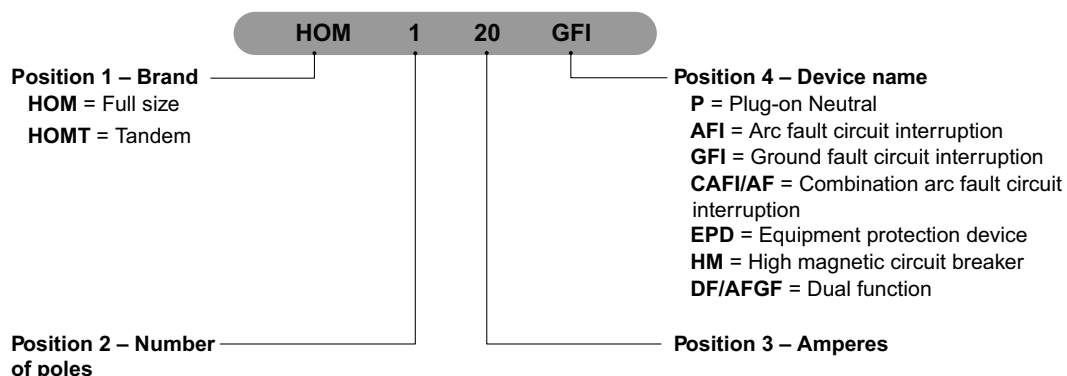 HOM 1 20 GFI
Position 1 – Brand
HOM = Full size
HOMT = Tandem
Position 4 – Device name
P = Plug-on Neutral
AFI = Arc fault circuit interruption
GFI = Ground fault circuit interruption
CAFI/AF = Combination arc fault circuit
interruption
EPD = Equipment protection device
HM = High magnetic circuit breaker
DF/AFGF = Dual function
Position 2 – Number
of poles
Position 3 – Amperes